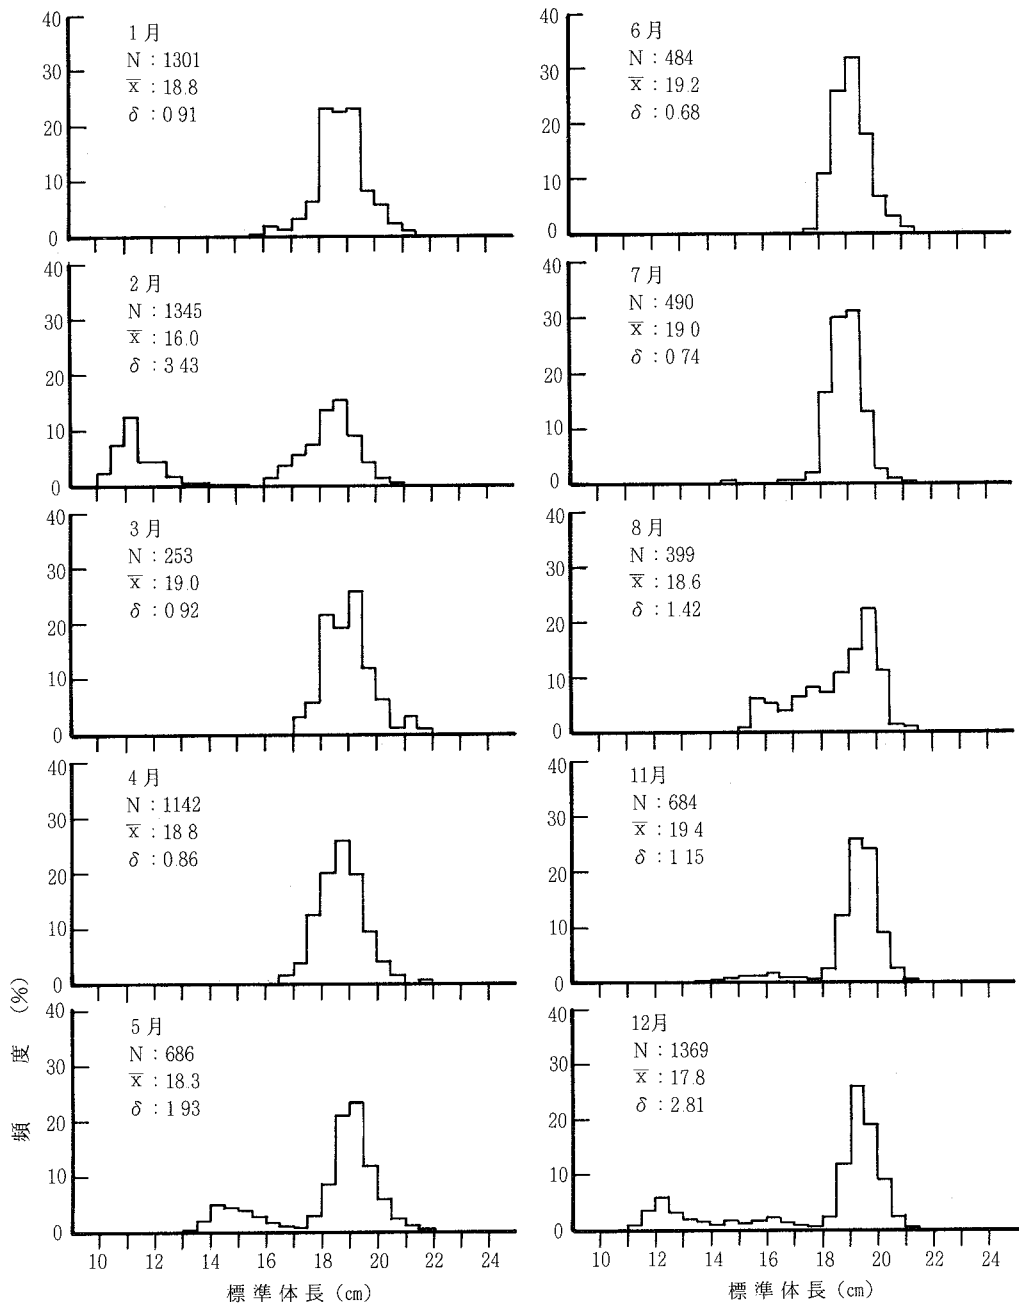 40
30
20
10
0
1月
N:1301
x̄:18.8
δ:0 91
40
30
20
10
0
2月
N:1345
x̄:16.0
δ:3 43
40
30
20
10
0
3月
N:253
x̄:19.0
δ:0 92
40
30
20
10
0
4月
N:1142
x̄:18 8
δ:0.86
40
30
20
10
0
5月
N:686
x̄:18.3
δ:1 93
頻度 (%)
10 12 14 16 18 20 22 24
標準体長(cm)
40
30
20
10
0
6月
N:484
x̄:19.2
δ:0.68
40
30
20
10
0
7月
N:490
x̄:19 0
δ:0 74
40
30
20
10
0
8月
N:399
x̄:18.6
δ:1.42
40
30
20
10
0
11月
N:684
x̄:19 4
δ:1 15
40
30
20
10
0
12月
N:1369
x̄:17.8
δ:2.81
10 12 14 16 18 20 22 24
標準体長(cm)